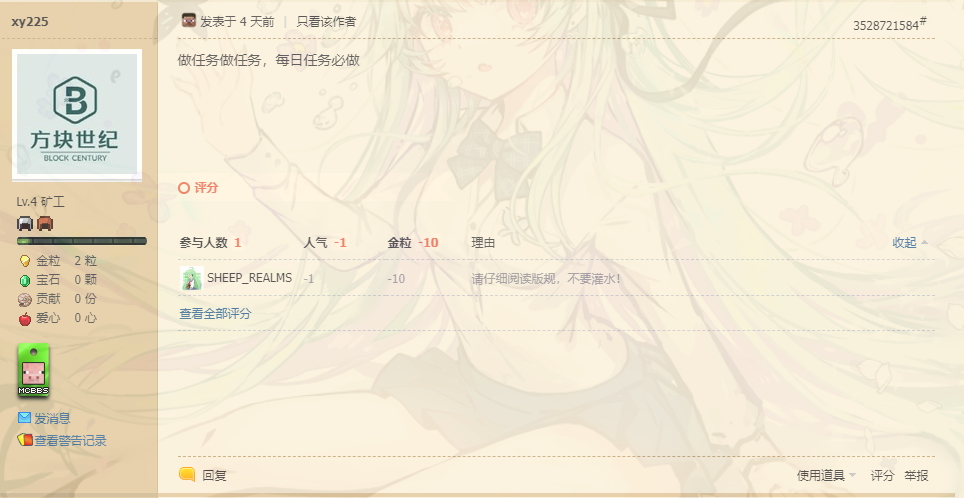 xy225
发表于 4 天前 | 只看该作者
3528721584#
做任务做任务，每日任务必做
方块世纪
BLOCK CENTURY
Lv.4 矿工
金粒 2 粒
宝石 0 颗
贡献 0 份
爱心 0 心
MCBBS
发消息
查看警告记录
评分
参与人数 1 人气 -1 金粒 -10 理由 收起
SHEEP_REALMS -1 -10 请仔细阅读版规，不要灌水！
查看全部评分
回复 使用道具 评分 举报